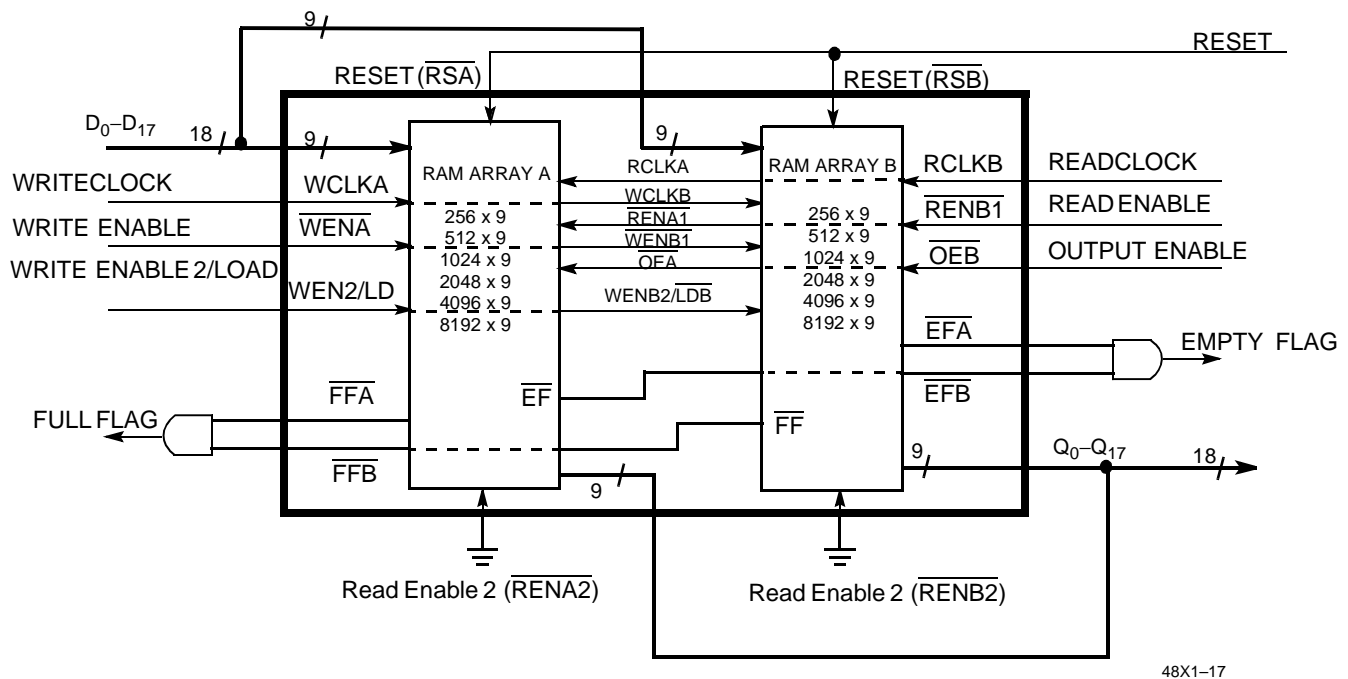 9
RESET
RESET (RSA)
RESET (RSB)
D0–D17
18
9
9
RAM ARRAY A
RCLKA
RAM ARRAY B
RCLKB
READCLOCK
WRITECLOCK
WCLKA
WCLKB
256 x 9
RENA1
256 x 9
RENB1
READ ENABLE
WRITE ENABLE
WENA
512 x 9
WENB1
512 x 9
1024 x 9
OEA
1024 x 9
OEB
OUTPUT ENABLE
WRITE ENABLE 2/LOAD
2048 x 9
2048 x 9
WEN2/LD
4096 x 9
WENB2/LDB
4096 x 9
8192 x 9
8192 x 9
EFA
EMPTY FLAG
FFA
EF
EFB
FULL FLAG
FF
FFB
9
9
Q0–Q17
18
Read Enable 2 (RENA2)
Read Enable 2 (RENB2)
48X1–17